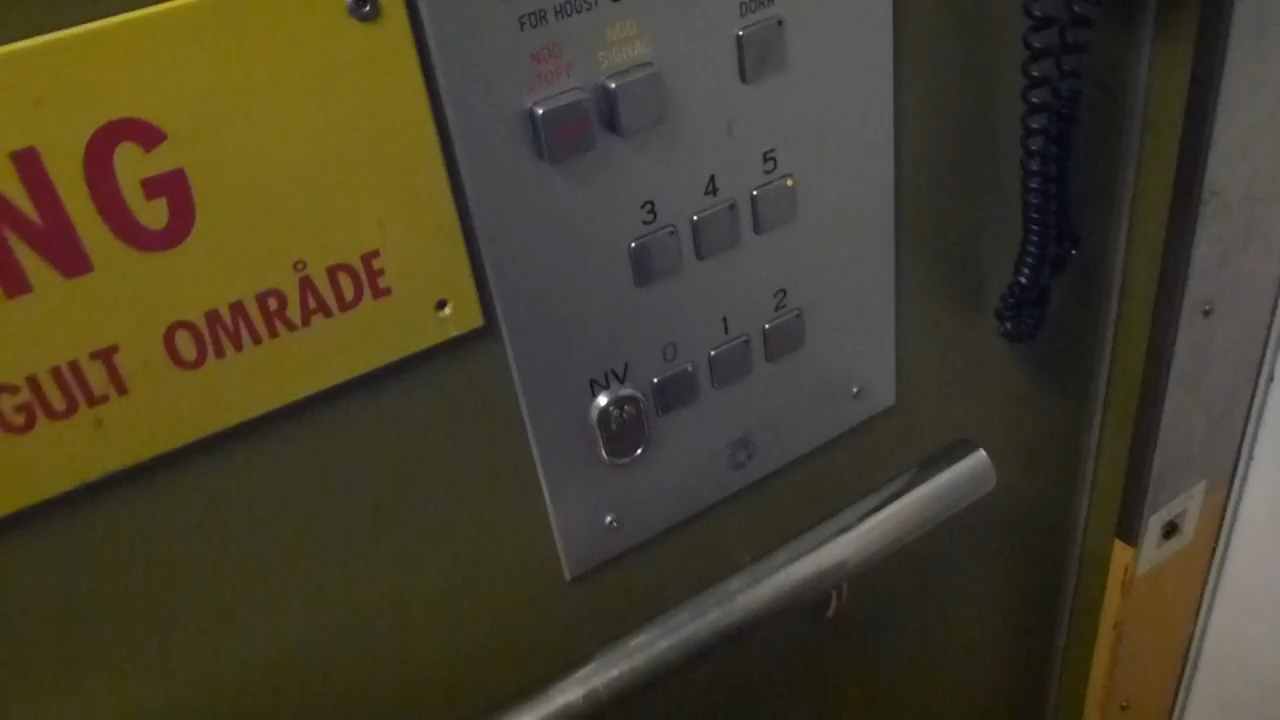 NG
GULT OMRÅDE
FÖR HÖGST
NÖD
STOPP
NÖD
SIGNAL
DÖRR
3 4 5
NV 0 1 2